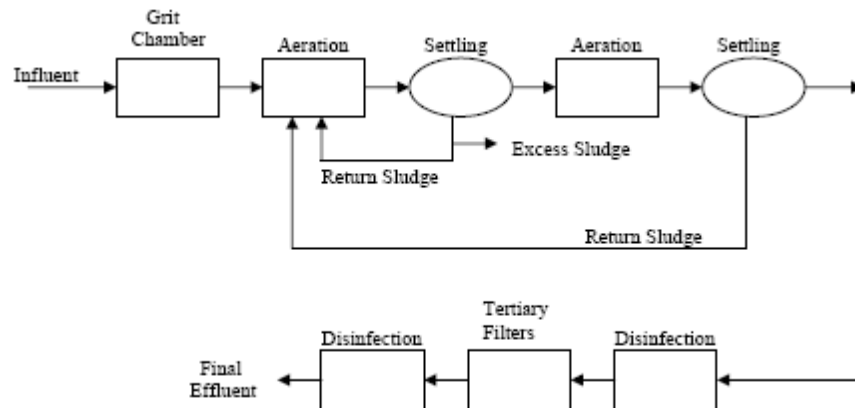 Grit
Chamber
Aeration
Settling
Aeration
Settling
Influent
Excess Sludge
Return Sludge
Return Sludge
Tertiary
Filters
Disinfection
Disinfection
Final
Effluent